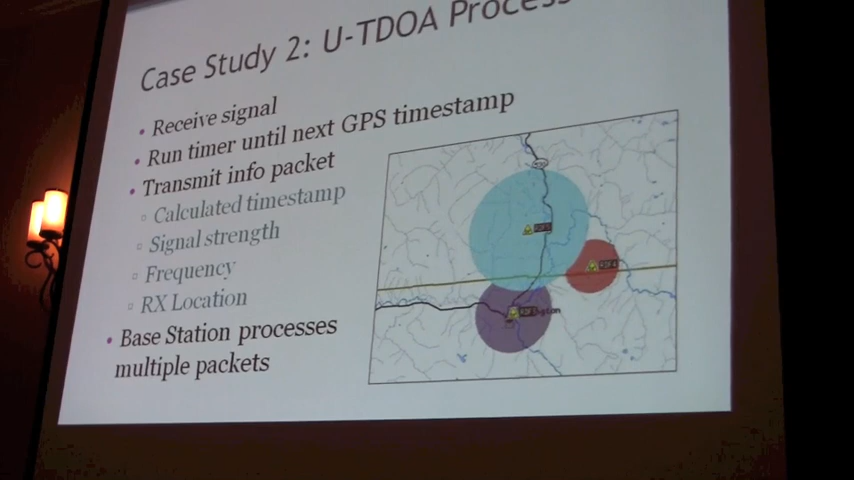 Case Study 2: U-TDOA Process
Receive signal
Run timer until next GPS timestamp
Transmit info packet
Calculated timestamp
Signal strength
Frequency
RX Location
Base Station processes
multiple packets